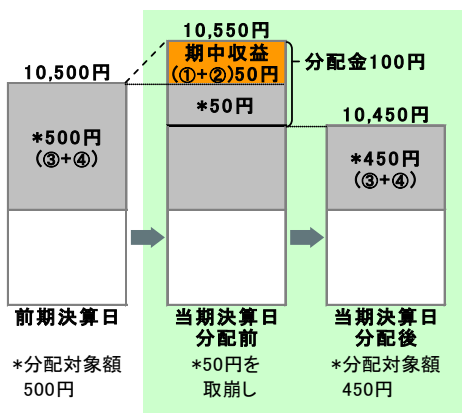 10,550円
期中収益
(①+②)50円
分配金100円
10,500円
*50円
10,450円
*500円
(③+④)
*450円
(③+④)
前期決算日
当期決算日
分配前
当期決算日
分配後
*分配対象額
500円
*50円を
取崩し
*分配対象額
450円